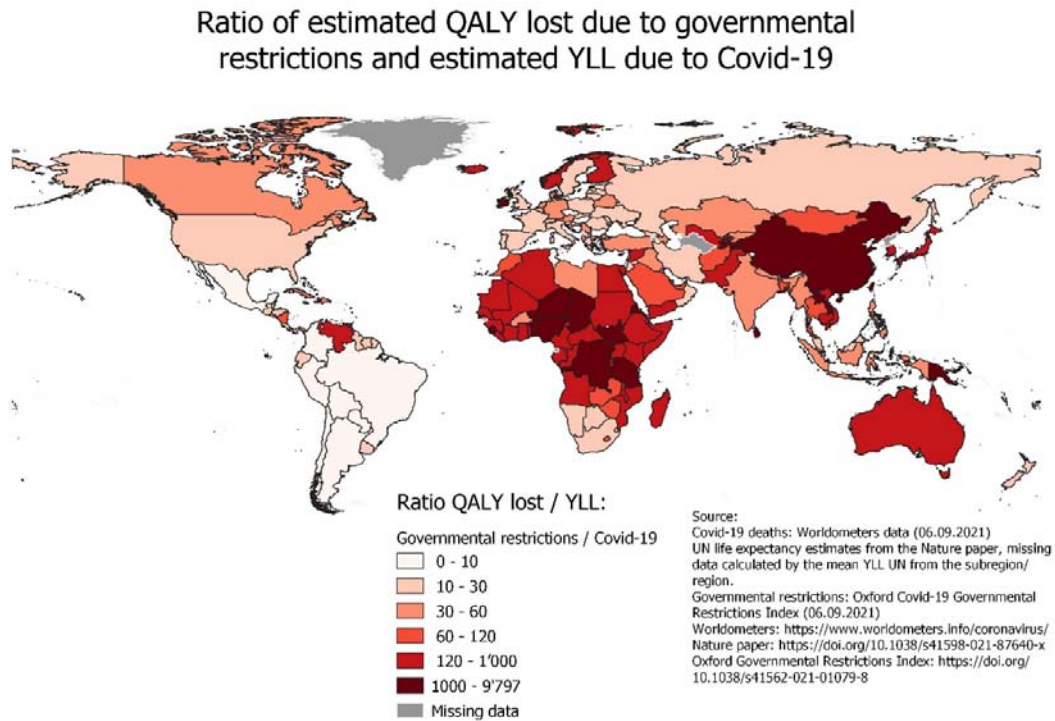 Ratio of estimated QALY lost due to governmental
restrictions and estimated YLL due to Covid-19
Ratio QALY lost / YLL:
Governmental restrictions / Covid-19
0 - 10
10 - 30
30 - 60
60 - 120
120 - 1'000
1000 - 9'797
Missing data
Source:
Covid-19 deaths: Worldometers data (06.09.2021)
UN life expectancy estimates from the Nature paper, missing
data calculated by the mean YLL UN from the subregion/
region.
Governmental restrictions: Oxford Covid-19 Governmental
Restrictions Index (06.09.2021)
Worldometers: https://www.worldometers.info/coronavirus/
Nature paper: https://doi.org/10.1038/s41598-021-87640-x
Oxford Governmental Restrictions Index: https://doi.org/
10.1038/s41562-021-01079-8